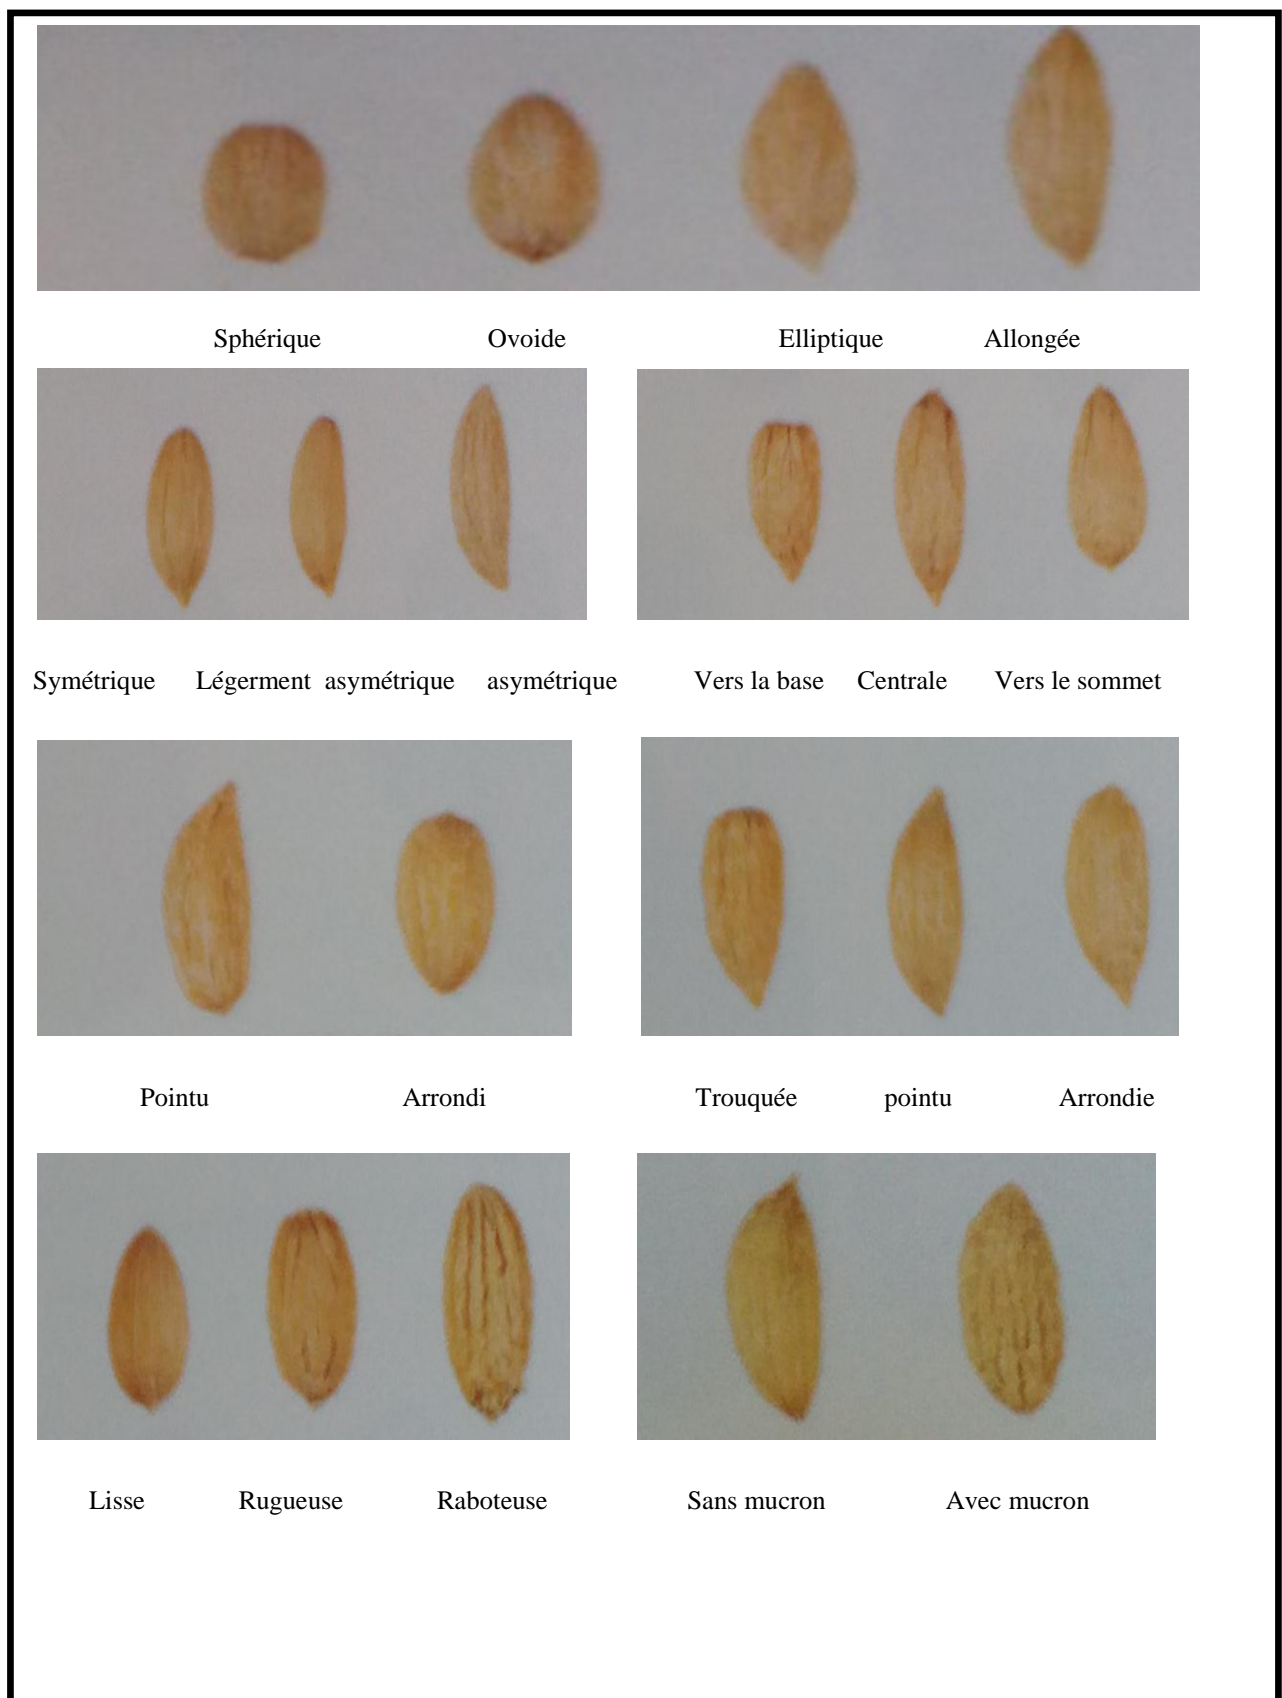 Sphérique Ovoide Elliptique Allongée
Symétrique Légerment asymétrique asymétrique Vers la base Centrale Vers le sommet
Pointu Arrondi Trouquée pointu Arrondie
Lisse Rugueuse Raboteuse Sans mucron Avec mucron